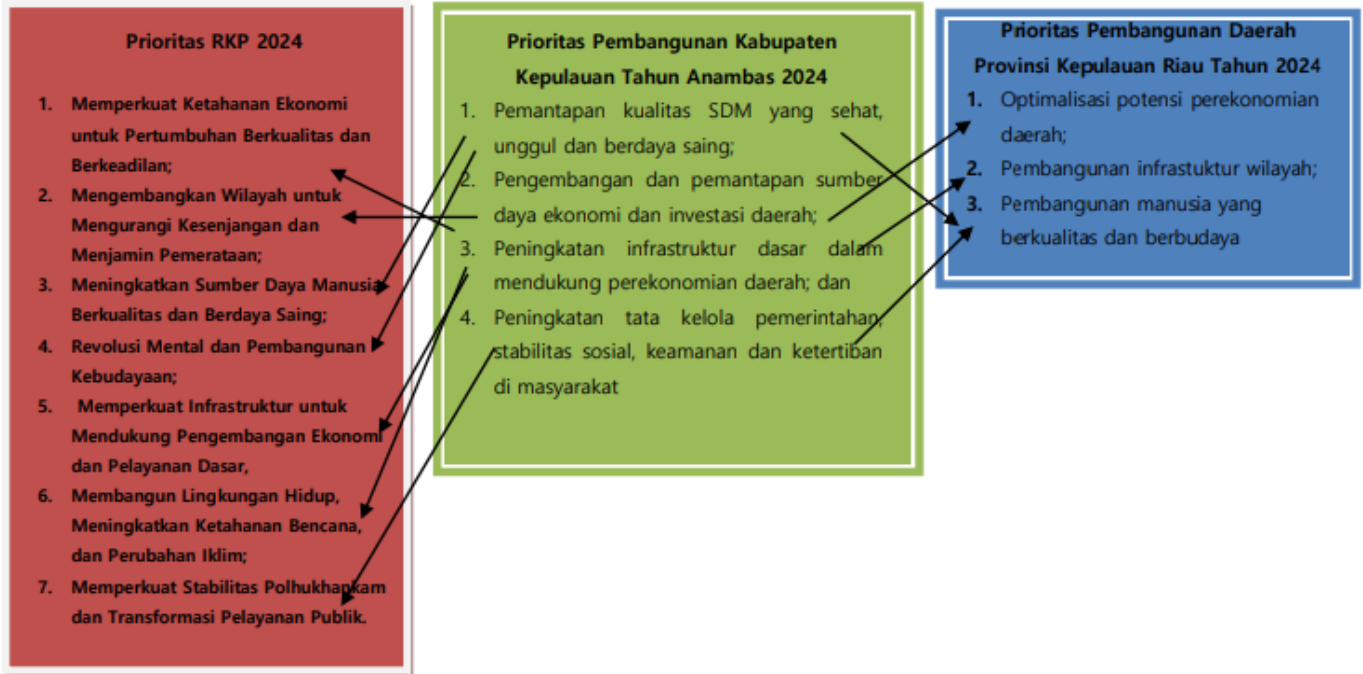 Prioritas RKP 2024
1. Memperkuat Ketahanan Ekonomi
untuk Pertumbuhan Berkualitas dan
Berkeadilan;
2. Mengembangkan Wilayah untuk
Mengurangi Kesenjangan dan
Menjamin Pemerataan;
3. Meningkatkan Sumber Daya Manusia
Berkualitas dan Berdaya Saing;
4. Revolusi Mental dan Pembangunan
Kebudayaan;
5. Memperkuat Infrastruktur untuk
Mendukung Pengembangan Ekonomi
dan Pelayanan Dasar,
6. Membangun Lingkungan Hidup,
Meningkatkan Ketahanan Bencana,
dan Perubahan Iklim;
7. Memperkuat Stabilitas Polhukhankam
dan Transformasi Pelayanan Publik.
Prioritas Pembangunan Kabupaten
Kepulauan Tahun Anambas 2024
1. Pemantapan kualitas SDM yang sehat,
unggul dan berdaya saing;
2. Pengembangan dan pemantapan sumber
daya ekonomi dan investasi daerah;
3. Peningkatan infrastruktur dasar dalam
mendukung perekonomian daerah; dan
4. Peningkatan tata kelola pemerintahan,
stabilitas sosial, keamanan dan ketertiban
di masyarakat
Prioritas Pembangunan Daerah
Provinsi Kepulauan Riau Tahun 2024
1. Optimalisasi potensi perekonomian
daerah;
2. Pembangunan infrastuktur wilayah;
3. Pembangunan manusia yang
berkualitas dan berbudaya